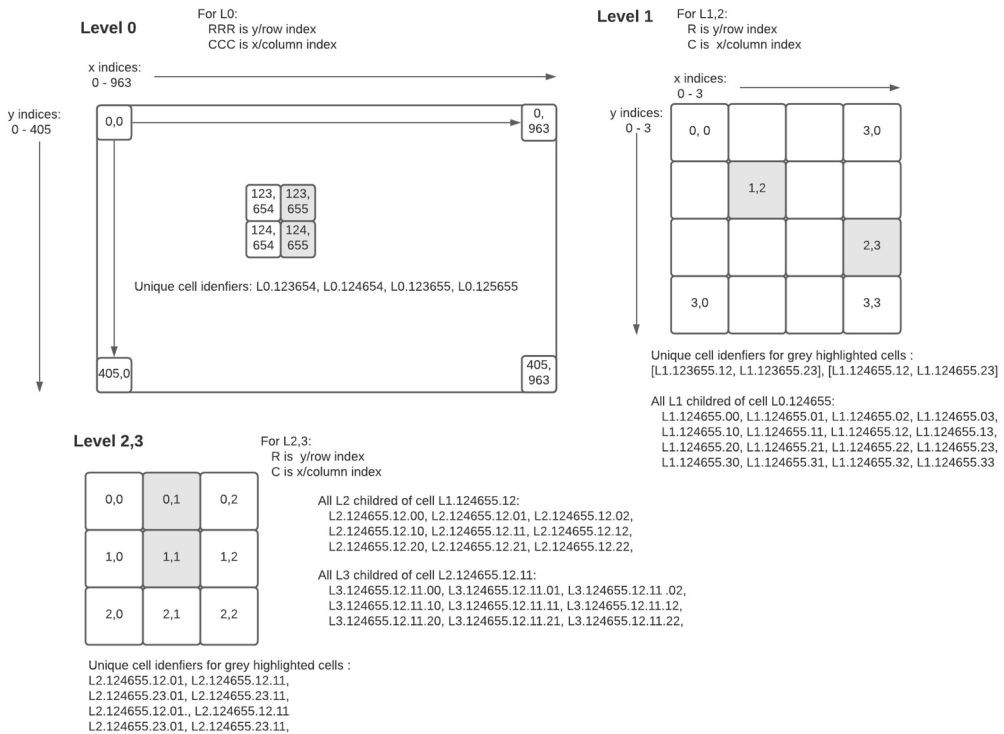 Level 0
For L0:
RRR is y/row index
CCC is x/column index
x indices:
0 - 963
y indices:
0 - 405
0,0
0,
963
123,
654
123,
655
124,
654
124,
655
Unique cell idenfiers: L0.123654, L0.124654, L0.123655, L0.125655
405,0
405,
963
Level 1
For L1,2:
R is y/row index
C is  x/column index
x indices:
0 - 3
y indices:
0 - 3
0, 0
3,0
1,2
2,3
3,0
3,3
Unique cell idenfiers for grey highlighted cells :
[L1.123655.12, L1.123655.23], [L1.124655.12, L1.124655.23]
All L1 childred of cell L0.124655:
L1.124655.00, L1.124655.01, L1.124655.02, L1.124655.03,
L1.124655.10, L1.124655.11, L1.124655.12, L1.124655.13,
L1.124655.20, L1.124655.21, L1.124655.22, L1.124655.23,
L1.124655.30, L1.124655.31, L1.124655.32, L1.124655.33
Level 2,3
For L2,3:
R is  y/row index
C is x/column index
0,0
0,1
0,2
1,0
1,1
1,2
2,0
2,1
2,2
All L2 childred of cell L1.124655.12:
L2.124655.12.00, L2.124655.12.01, L2.124655.12.02,
L2.124655.12.10, L2.124655.12.11, L2.124655.12.12,
L2.124655.12.20, L2.124655.12.21, L2.124655.12.22,
All L3 childred of cell L2.124655.12.11:
L3.124655.12.11.00, L3.124655.12.11.01, L3.124655.12.11 .02,
L3.124655.12.11.10, L3.124655.12.11.11, L3.124655.12.11.12,
L3.124655.12.11.20, L3.124655.12.11.21, L3.124655.12.11.22,
Unique cell idenfiers for grey highlighted cells :
L2.124655.12.01, L2.124655.12.11,
L2.124655.23.01, L2.124655.23.11,
L2.124655.12.01., L2.124655.12.11
L2.124655.23.01, L2.124655.23.11,